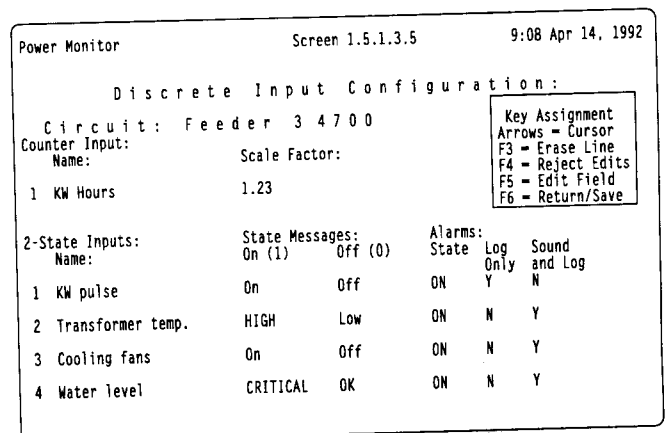 Power Monitor Screen 1.5.1.3.5 9:08 Apr 14, 1992
Discrete Input Configuration:
Circuit: Feeder 3 4700
Key Assignment
Arrows = Cursor
F3 = Erase Line
F4 = Reject Edits
F5 = Edit Field
F6 = Return/Save
Counter Input:
Name: Scale Factor:
1 KW Hours 1.23
2-State Inputs: State Messages: Alarms:
Name: On (1) Off (0) State Log Only Sound and Log
1 KW pulse On Off ON Y N
2 Transformer temp. HIGH Low ON N Y
3 Cooling fans On Off ON N Y
4 Water level CRITICAL OK ON N Y